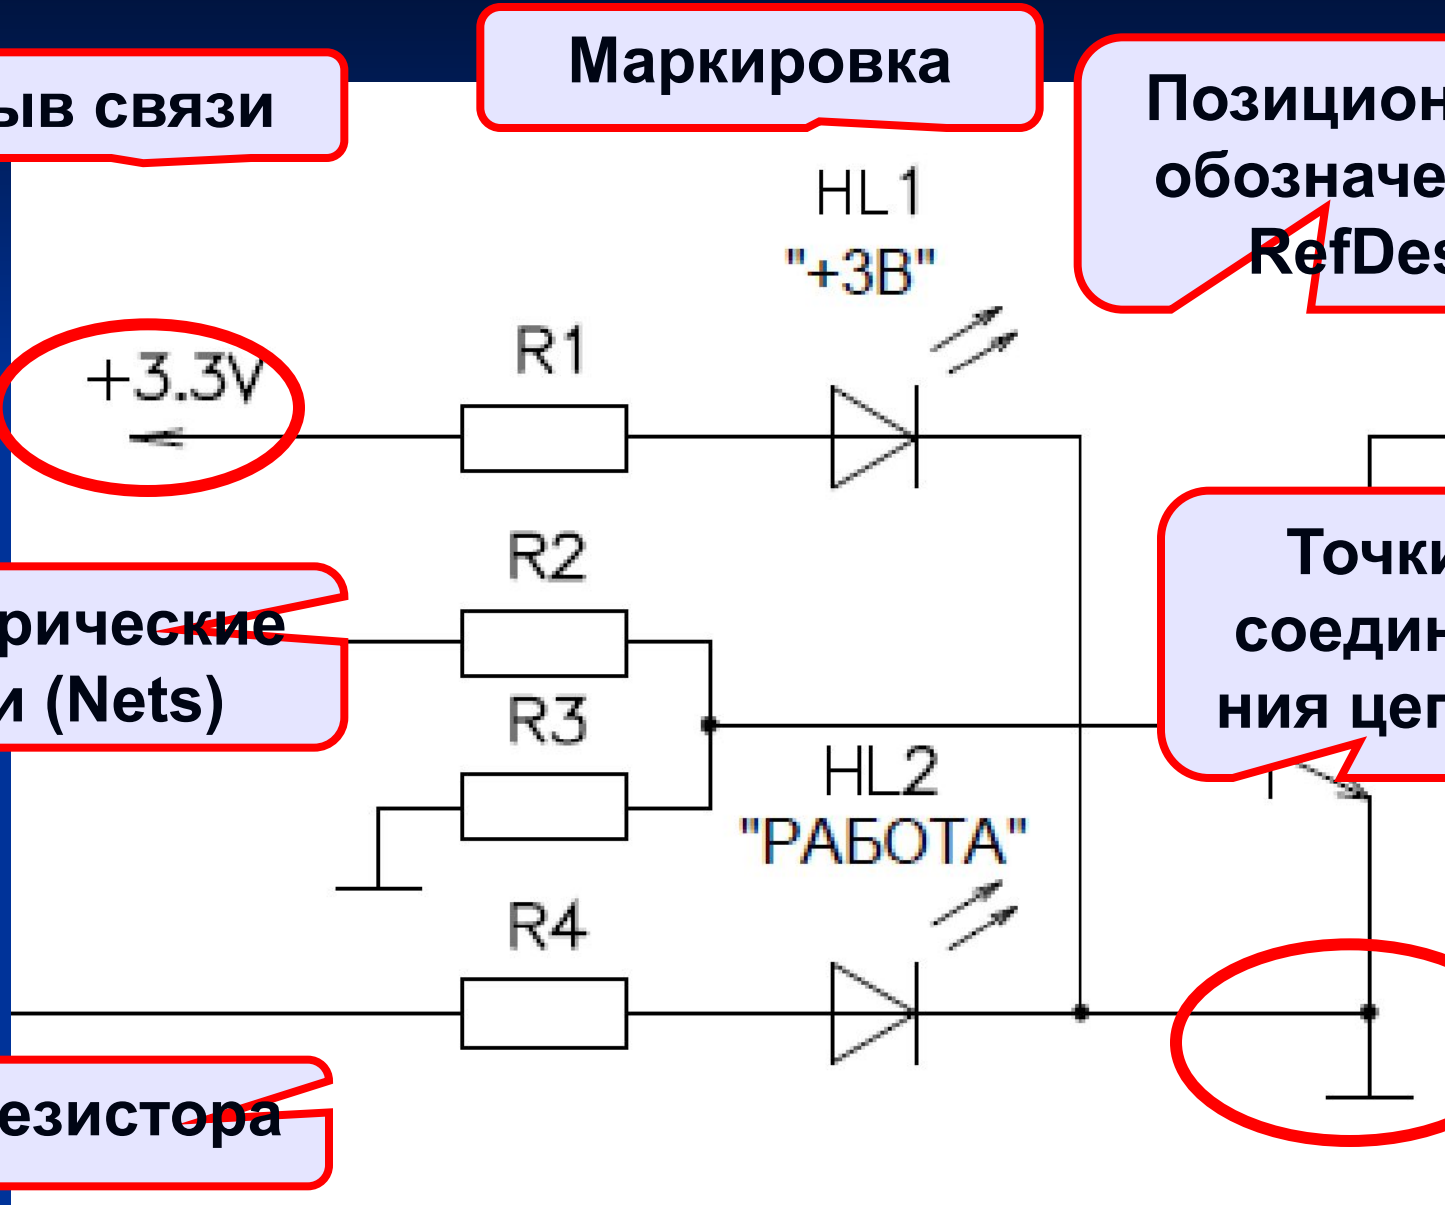 Маркировка
ыв связи
Позицион
обозначе
RefDes
HL1
"+3В"
+3.3V
R1
R2
Точки
соедин
рические
и (Nets)
ния цеп
R3
HL2
"РАБОТА"
R4
езистора